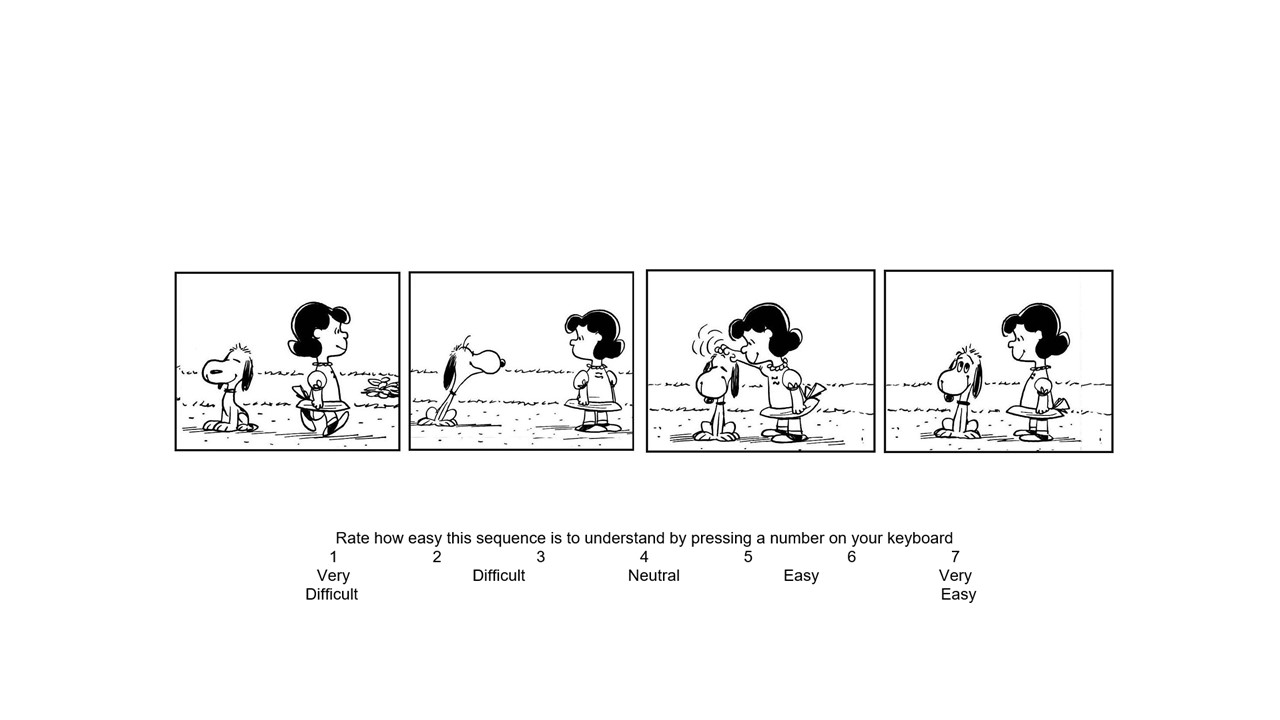 Rate how easy this sequence is to understand by pressing a number on your keyboard
1 2 3 4 5 6 7
Very Difficult Neutral Easy Very
Difficult Easy